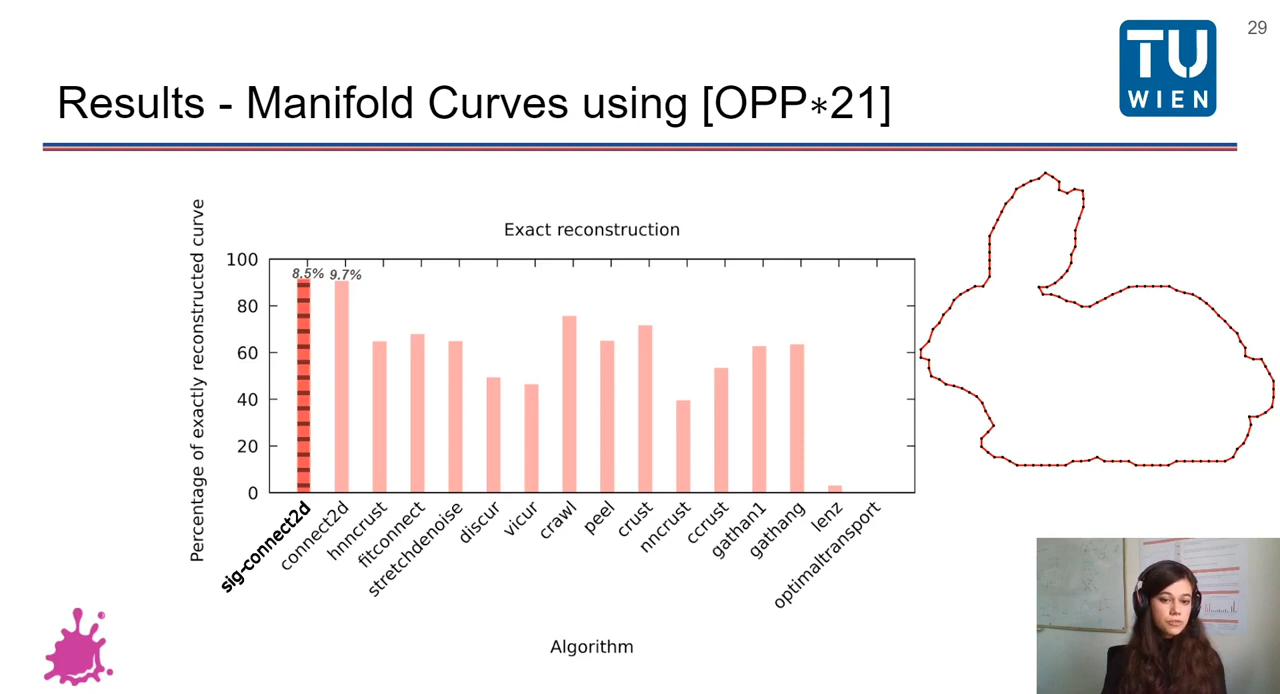 29
TU
WIEN
Results - Manifold Curves using [OPP∗21]
Exact reconstruction
Percentage of exactly reconstructed curve
100
80
60
40
20
0
8.5% 9.7%
sig-connect2d
connect2d
hnncrust
fitconnect
stretchdenoise
discur
vicur
crawl
peel
crust
nncrust
ccrust
gathan1
gathang
lenz
optimaltransport
Algorithm